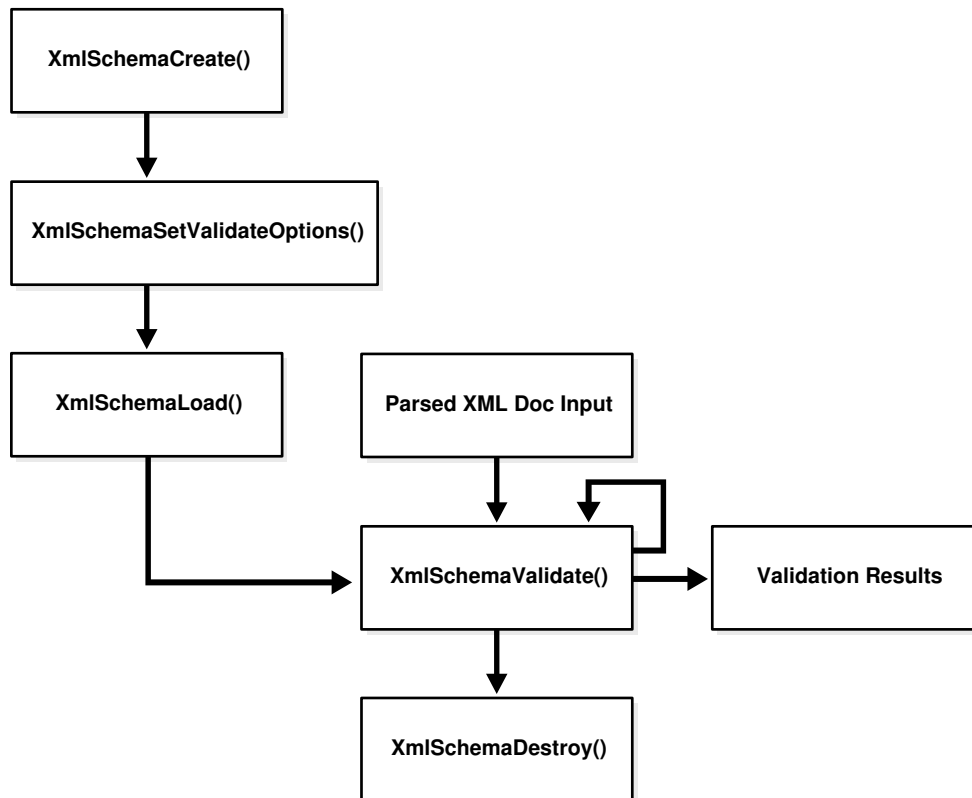 XmlSchemaCreate()
XmlSchemaSetValidateOptions()
XmlSchemaLoad()
Parsed XML Doc Input
XmlSchemaValidate()
Validation Results
XmlSchemaDestroy()